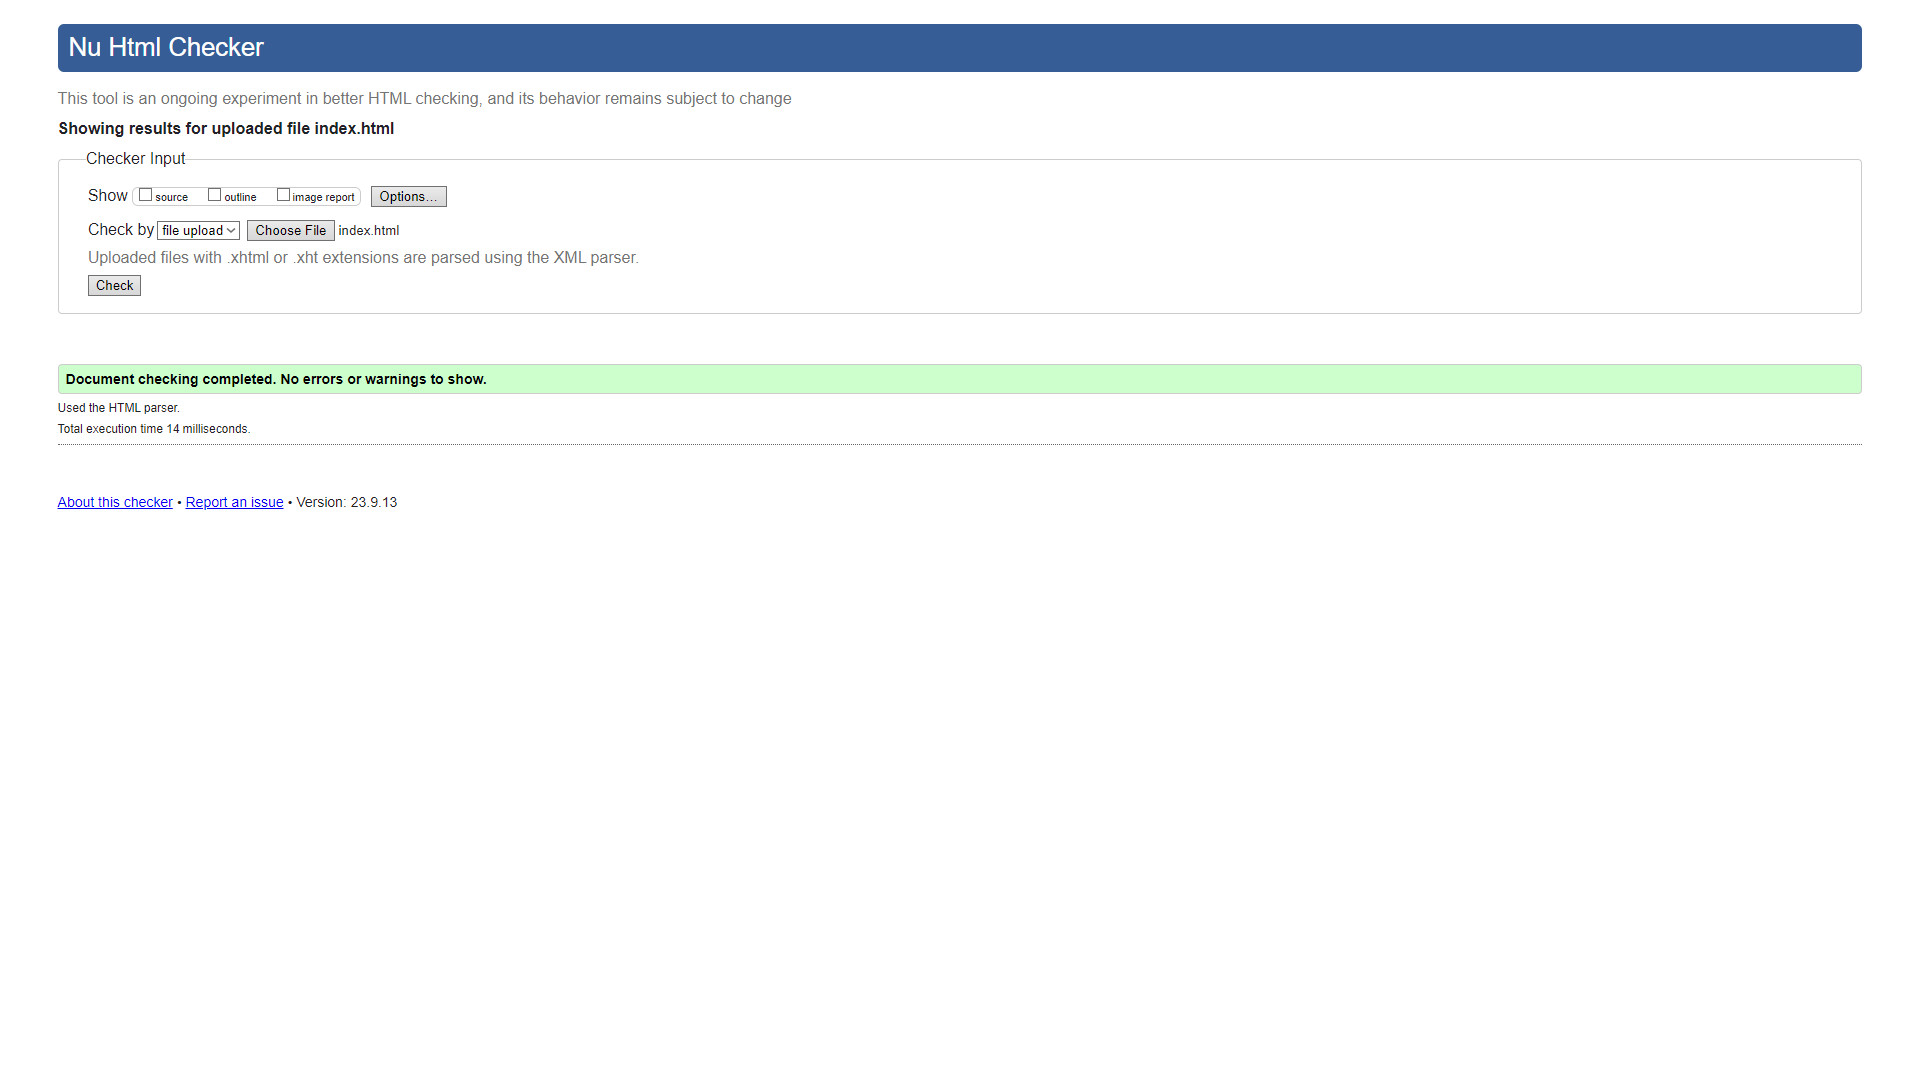 Nu Html Checker
This tool is an ongoing experiment in better HTML checking, and its behavior remains subject to change
Showing results for uploaded file index.html
Checker Input
Show source outline image report Options...
Check by file upload Choose File index.html
Uploaded files with .xhtml or .xht extensions are parsed using the XML parser.
Check
Document checking completed. No errors or warnings to show.
Used the HTML parser.
Total execution time 14 milliseconds.
About this checker • Report an issue • Version: 23.9.13